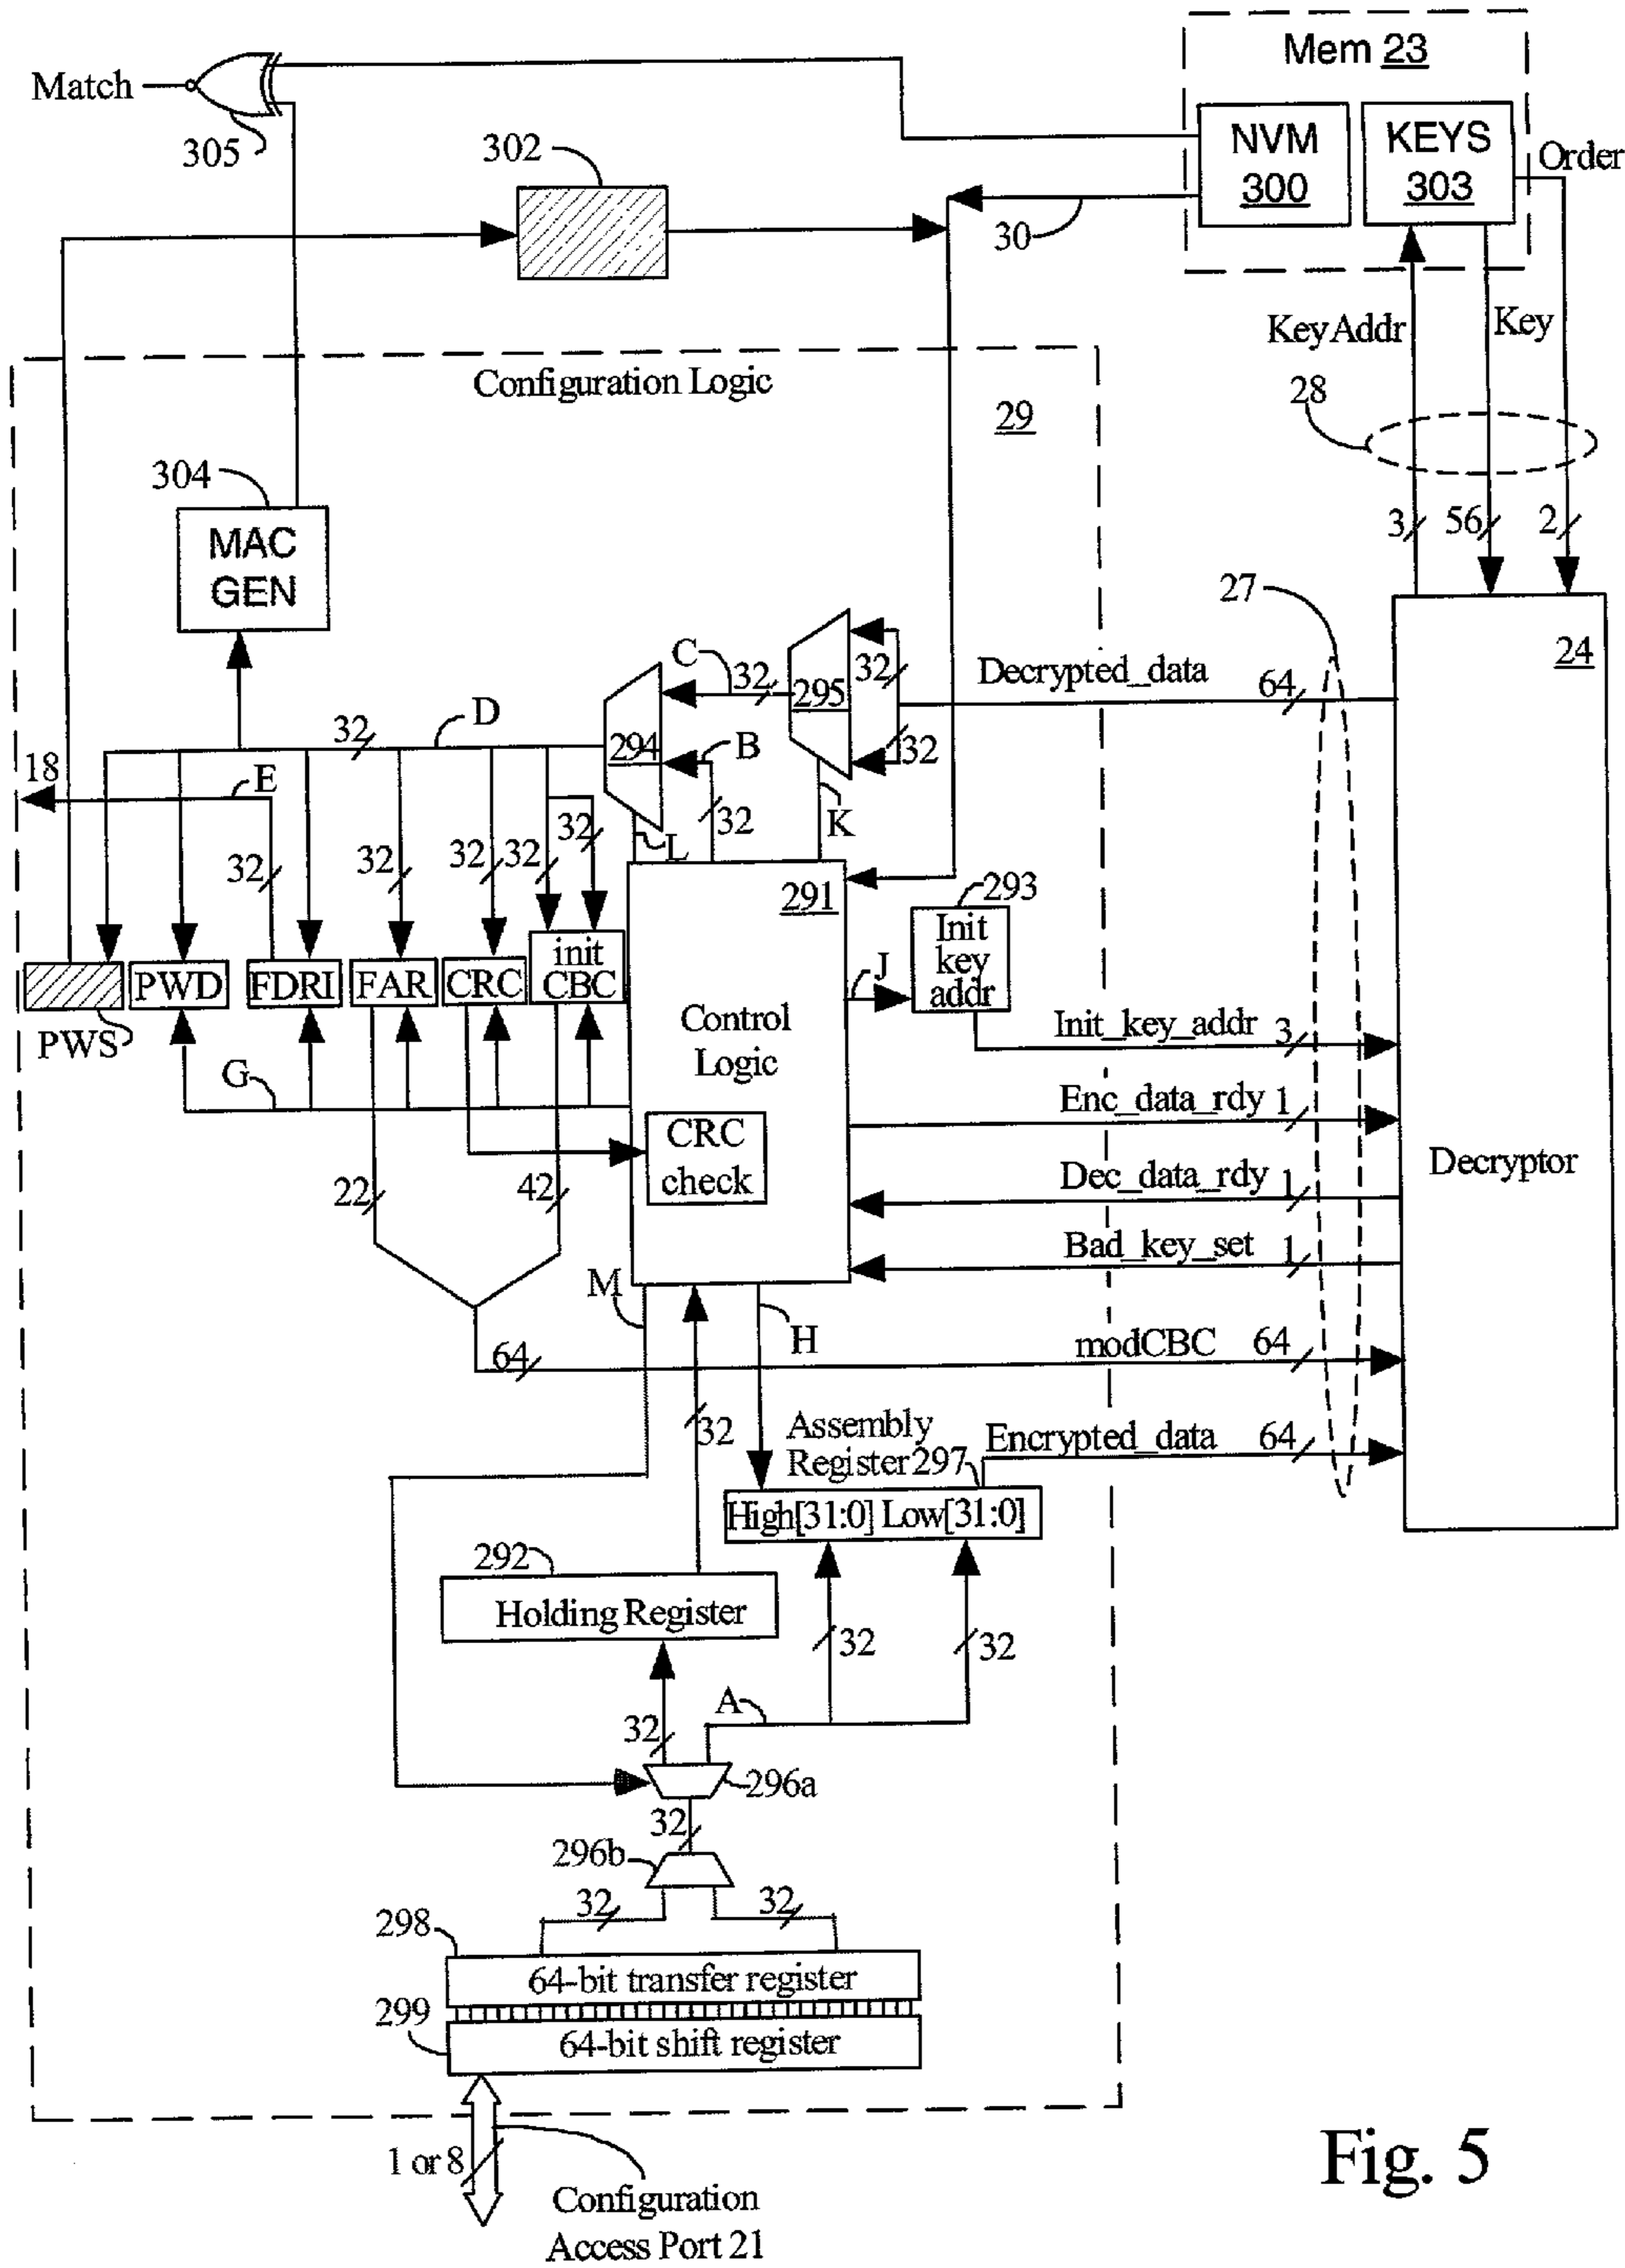 Mem 23
Match
305
302
NVM
300
KEYS
303
Order
30
KeyAddr
Key
Configuration Logic
29
28
304
MAC
GEN
3
56
2
27
24
C
32
295
32
Decrypted_data
64
D
32
294
B
32
18
E
K
32
L
32
32
32
32
32
291
293
Init
key
addr
J
PWS
PWD
FDRI
FAR
CRC
init
CBC
Control
Logic
Init_key_addr
3
G
Enc_data_rdy
1
CRC
check
Decryptor
22
42
Dec_data_rdy
1
Bad_key_set
1
M
H
64
modCBC
64
32
Assembly
Register297
Encrypted_data
64
High[31:0] Low[31:0]
292
Holding Register
32
32
A
32
296a
32
296b
32
32
298
64-bit transfer register
299
64-bit shift register
1 or 8
Configuration
Access Port 21
Fig. 5